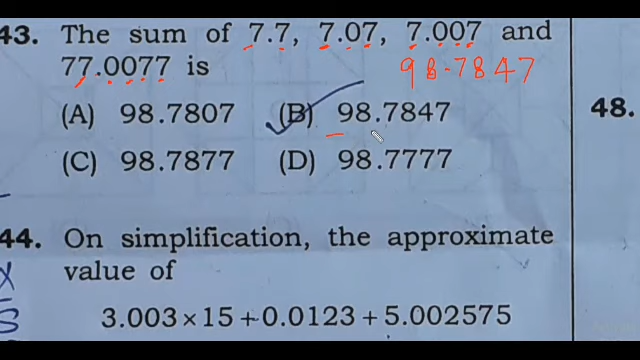 43. The sum of 7.7, 7.07, 7.007 and
77.0077 is
98.7847
(A) 98.7807 (B) 98.7847
(C) 98.7877 (D) 98.7777
48.
44. On simplification, the approximate
value of
3.003 × 15 + 0.0123 + 5.002575